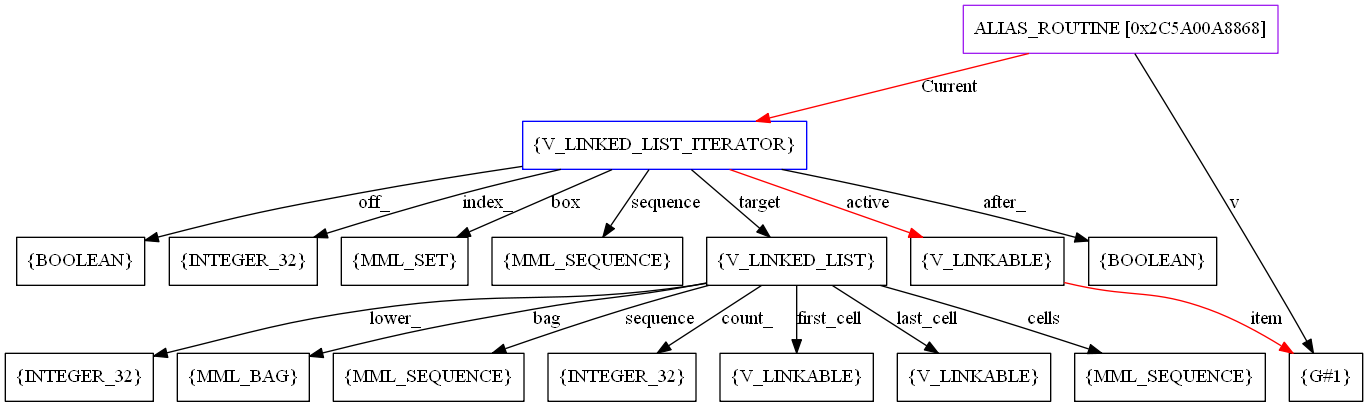 ALIAS_ROUTINE [0x2C5A00A8868]
Current
{V_LINKED_LIST_ITERATOR}
off_ index_ box sequence target active after_ v
{BOOLEAN} {INTEGER_32} {MML_SET} {MML_SEQUENCE} {V_LINKED_LIST} {V_LINKABLE} {BOOLEAN}
lower_ bag sequence count_ first_cell last_cell cells item
{INTEGER_32} {MML_BAG} {MML_SEQUENCE} {INTEGER_32} {V_LINKABLE} {V_LINKABLE} {MML_SEQUENCE} {G#1}